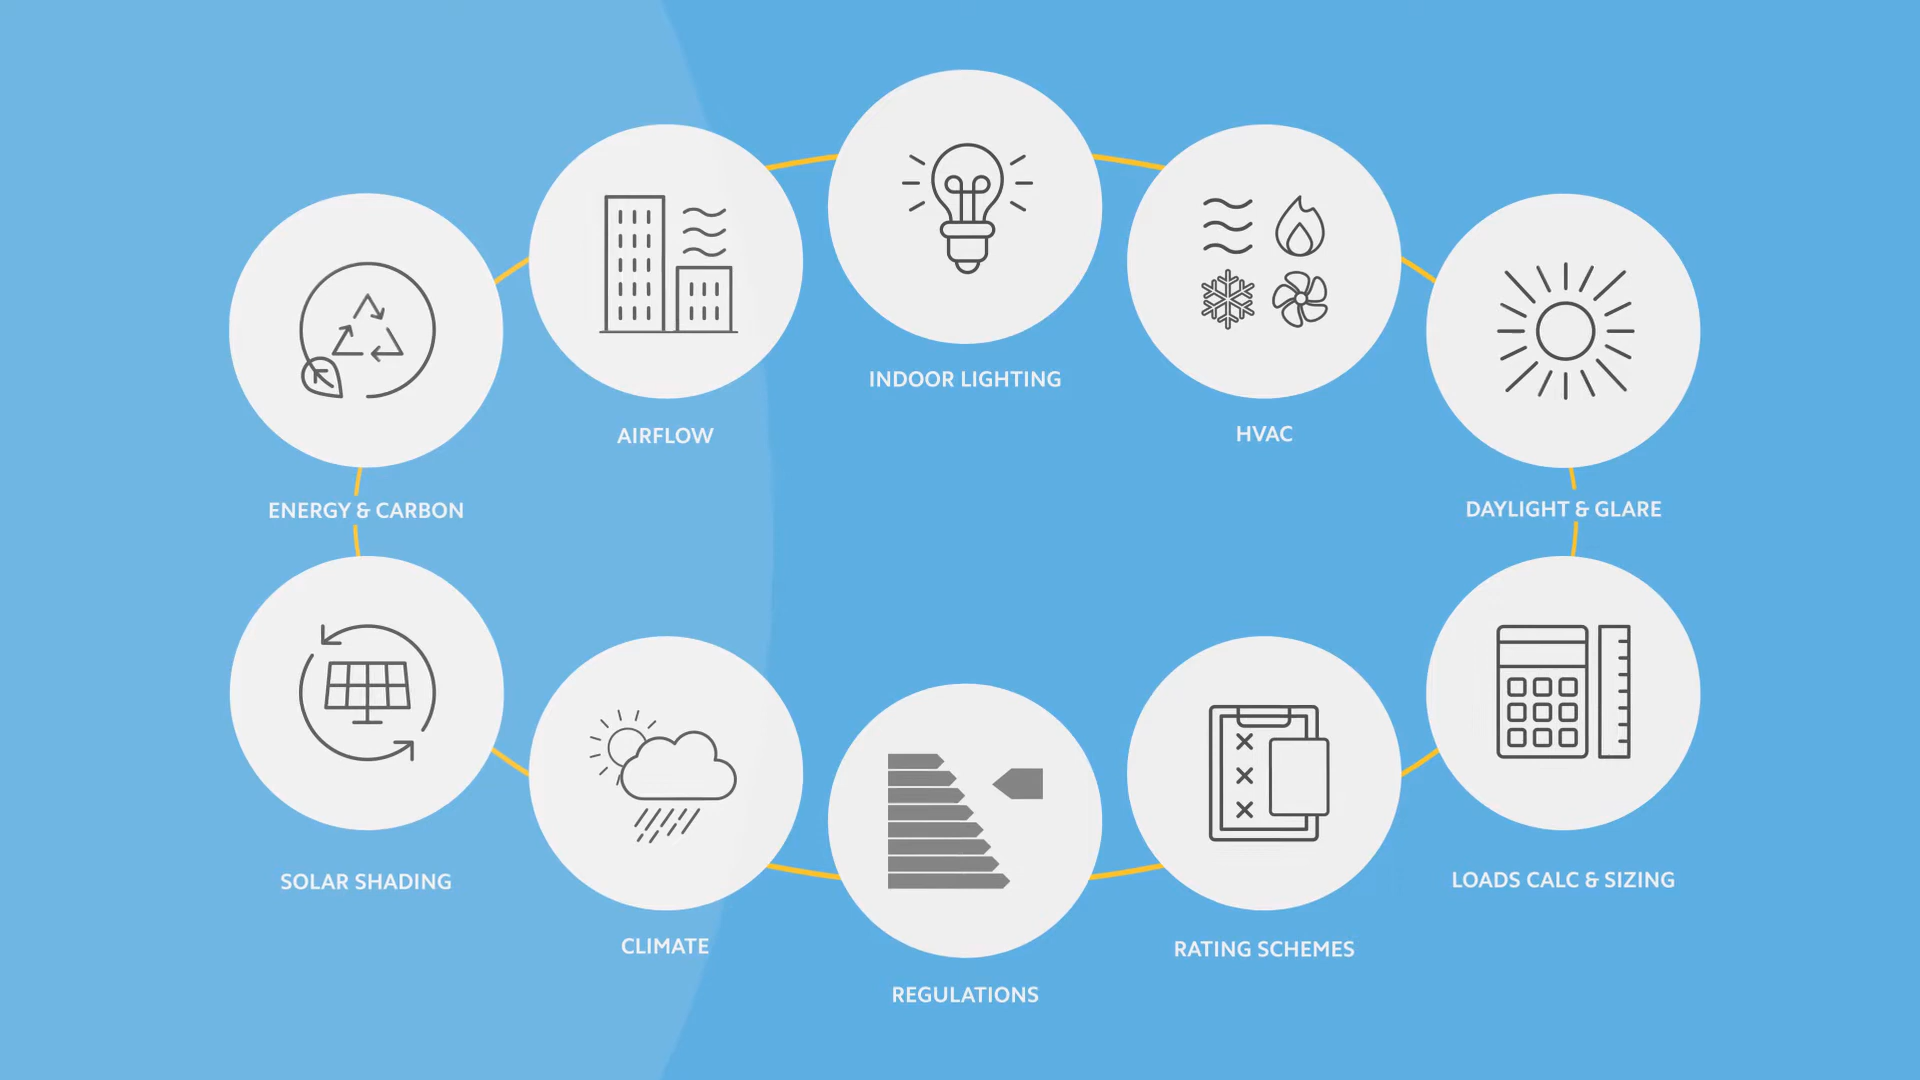 INDOOR LIGHTING
AIRFLOW
HVAC
ENERGY & CARBON
DAYLIGHT & GLARE
SOLAR SHADING
LOADS CALC & SIZING
CLIMATE
RATING SCHEMES
REGULATIONS